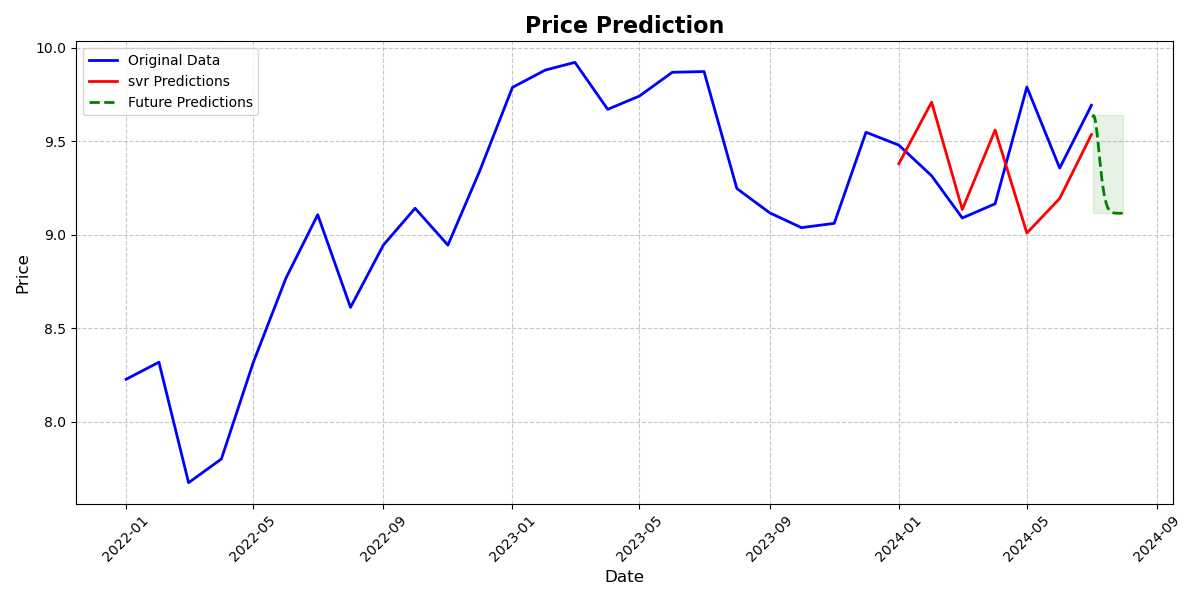 Price Prediction
Original Data
svr Predictions
Future Predictions
Price
10.0
9.5
9.0
8.5
8.0
2022-01
2022-05
2022-09
2023-01
2023-05
2023-09
2024-01
2024-05
2024-09
Date